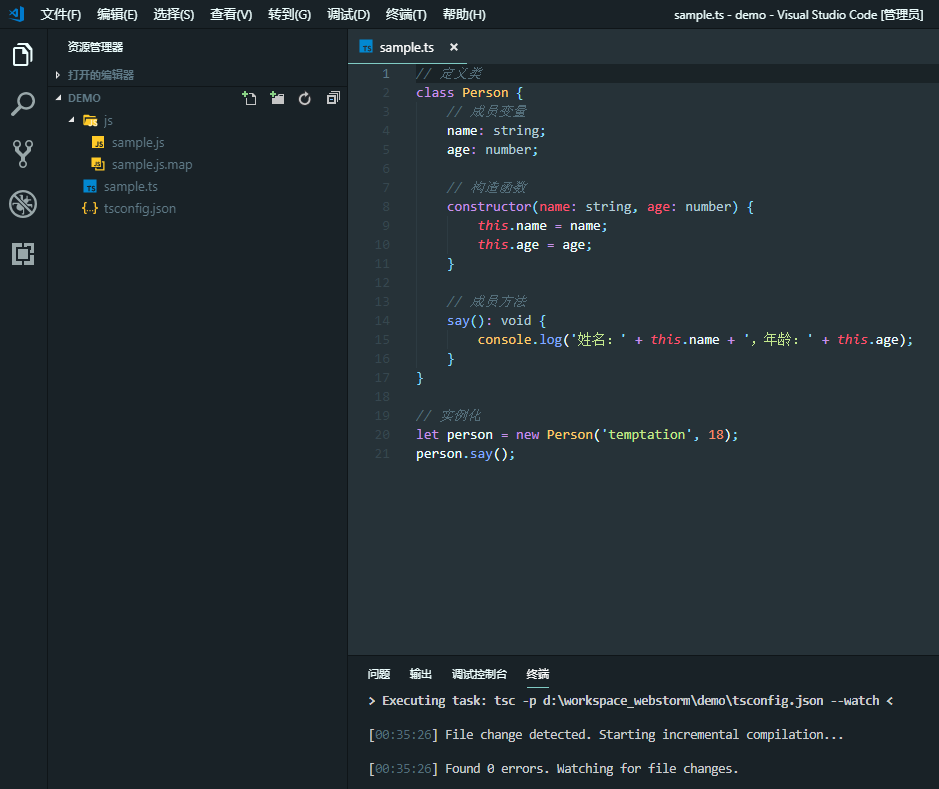 文件(F) 编辑(E) 选择(S) 查看(V) 转到(G) 调试(D) 终端(T) 帮助(H) sample.ts - demo - Visual Studio Code [管理员]
资源管理器
打开的编辑器
DEMO
js
JS sample.js
JS sample.js.map
TS sample.ts
{..} tsconfig.json
TS sample.ts ×
1 // 定义类
2 class Person {
3 // 成员变量
4 name: string;
5 age: number;
6
7 // 构造函数
8 constructor(name: string, age: number) {
9 this.name = name;
10 this.age = age;
11 }
12
13 // 成员方法
14 say(): void {
15 console.log('姓名：' + this.name + '，年龄：' + this.age);
16 }
17 }
18
19 // 实例化
20 let person = new Person('temptation', 18);
21 person.say();
问题 输出 调试控制台 终端
> Executing task: tsc -p d:\workspace_webstorm\demo\tsconfig.json --watch <
[00:35:26] File change detected. Starting incremental compilation...
[00:35:26] Found 0 errors. Watching for file changes.